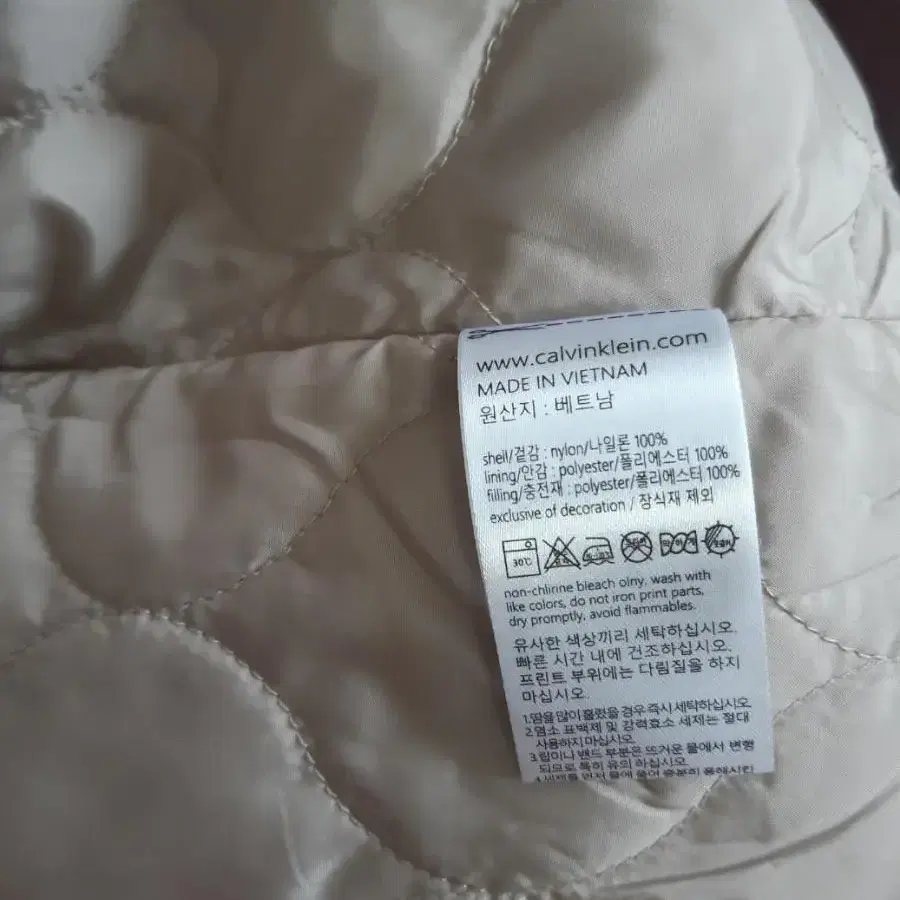 www.calvinklein.com
MADE IN VIETNAM
원산지 : 베트남
shell/겉감 : nylon/나일론 100%
lining/안감 : polyester/폴리에스터 100%
filling/충전재 : polyester/폴리에스터 100%
exclusive of decoration / 장식재 제외
30℃
non-chlirine bleach olny. wash with
like colors, do not iron print parts,
dry promptly, avoid flammables.
유사한 색상끼리 세탁하십시오.
빠른 시간 내에 건조하십시오.
프린트 부위에는 다림질을 하지
마십시오.
1.땀을 많이 흘렸을 경우 즉시 세탁하십시오
2.염소 표백제 및 강력효소 세제는 절대
사용하지 마십시오
3.립이나 밴드 부분은 뜨거운 물에서 변형
되므로 특히 유의 하십시오